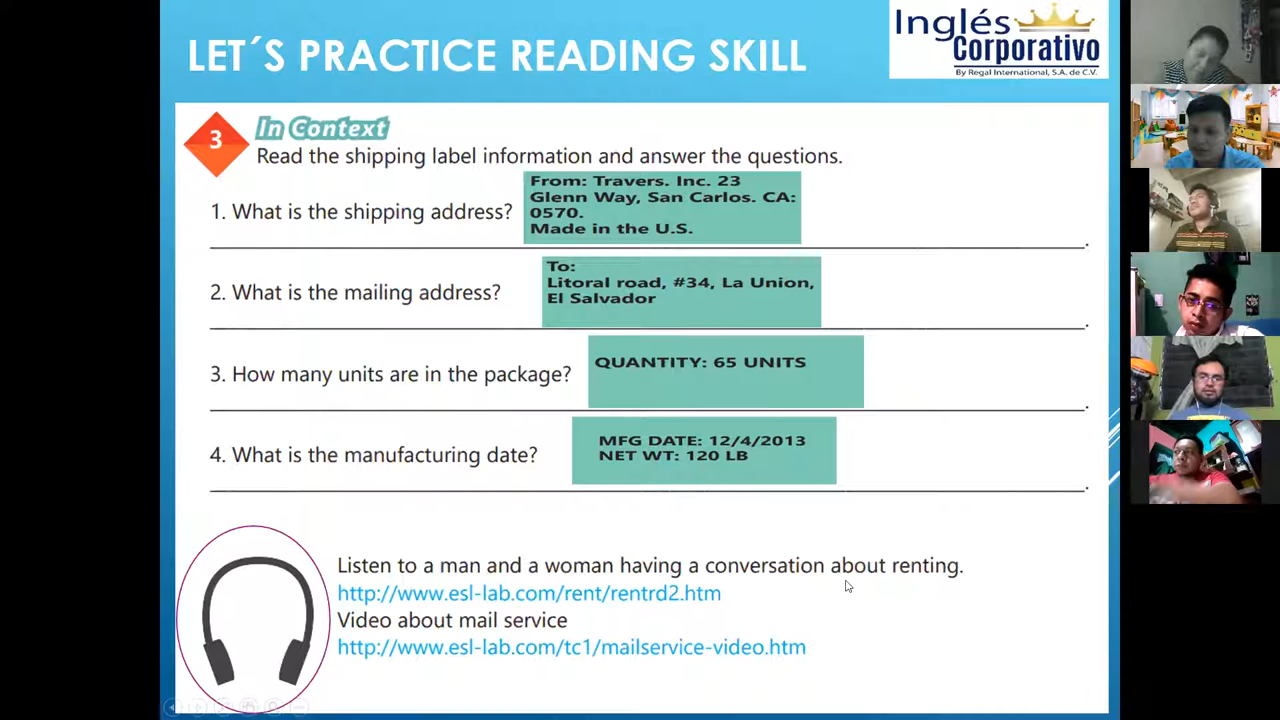 LET´S PRACTICE READING SKILL
Inglés
Corporativo
By Regal International, S.A. de C.V.
3
In Context
Read the shipping label information and answer the questions.
1. What is the shipping address?
From: Travers. Inc. 23
Glenn Way, San Carlos. CA:
0570.
Made in the U.S.
2. What is the mailing address?
To:
Litoral road, #34, La Union,
El Salvador
3. How many units are in the package?
QUANTITY: 65 UNITS
4. What is the manufacturing date?
MFG DATE: 12/4/2013
NET WT: 120 LB
Listen to a man and a woman having a conversation about renting.
http://www.esl-lab.com/rent/rentrd2.htm
Video about mail service
http://www.esl-lab.com/tc1/mailservice-video.htm